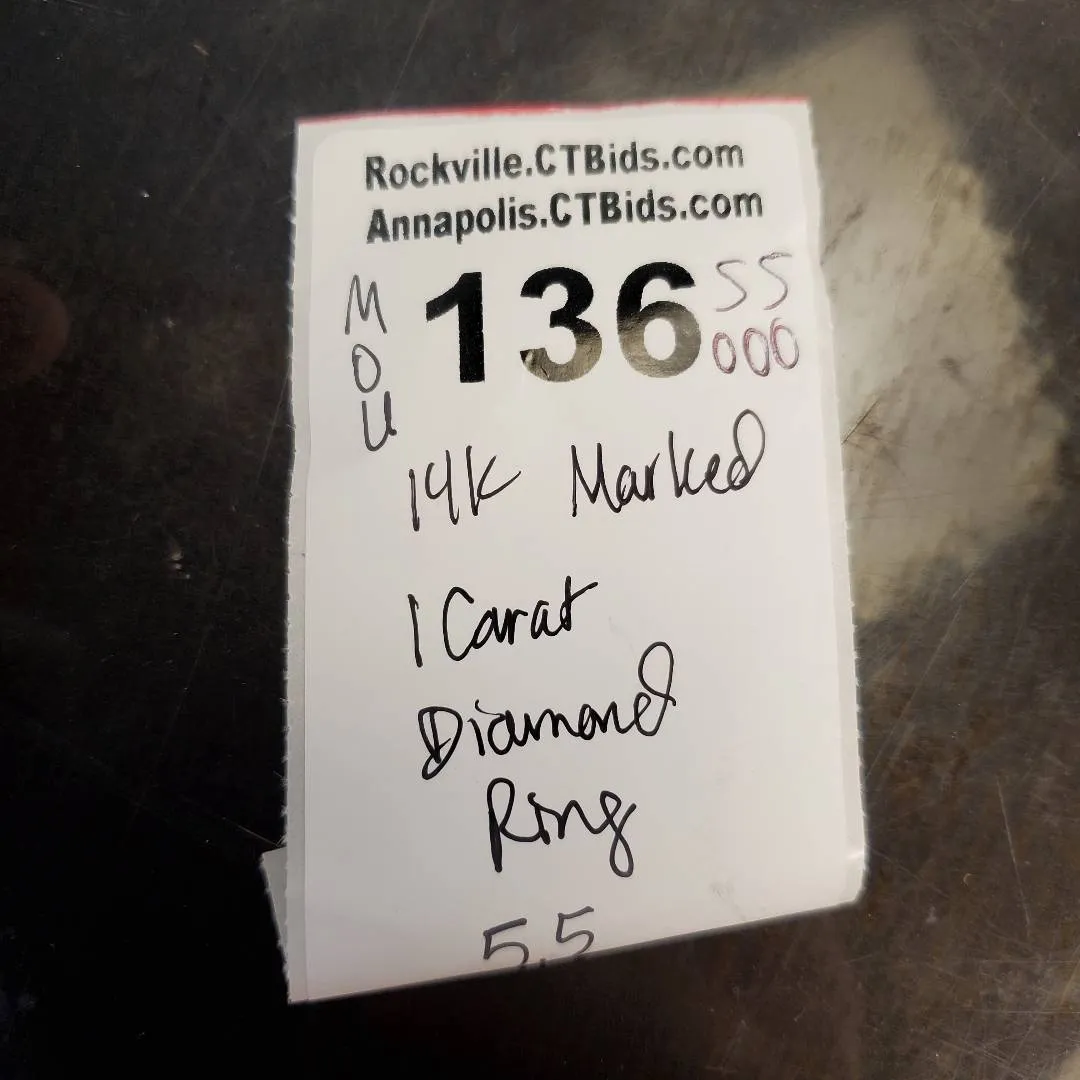 Rockville.CTBids.com
Annapolis.CTBids.com
MOU
136
55
000
14K Marked
1 Carat
Diamond
Ring
5.5